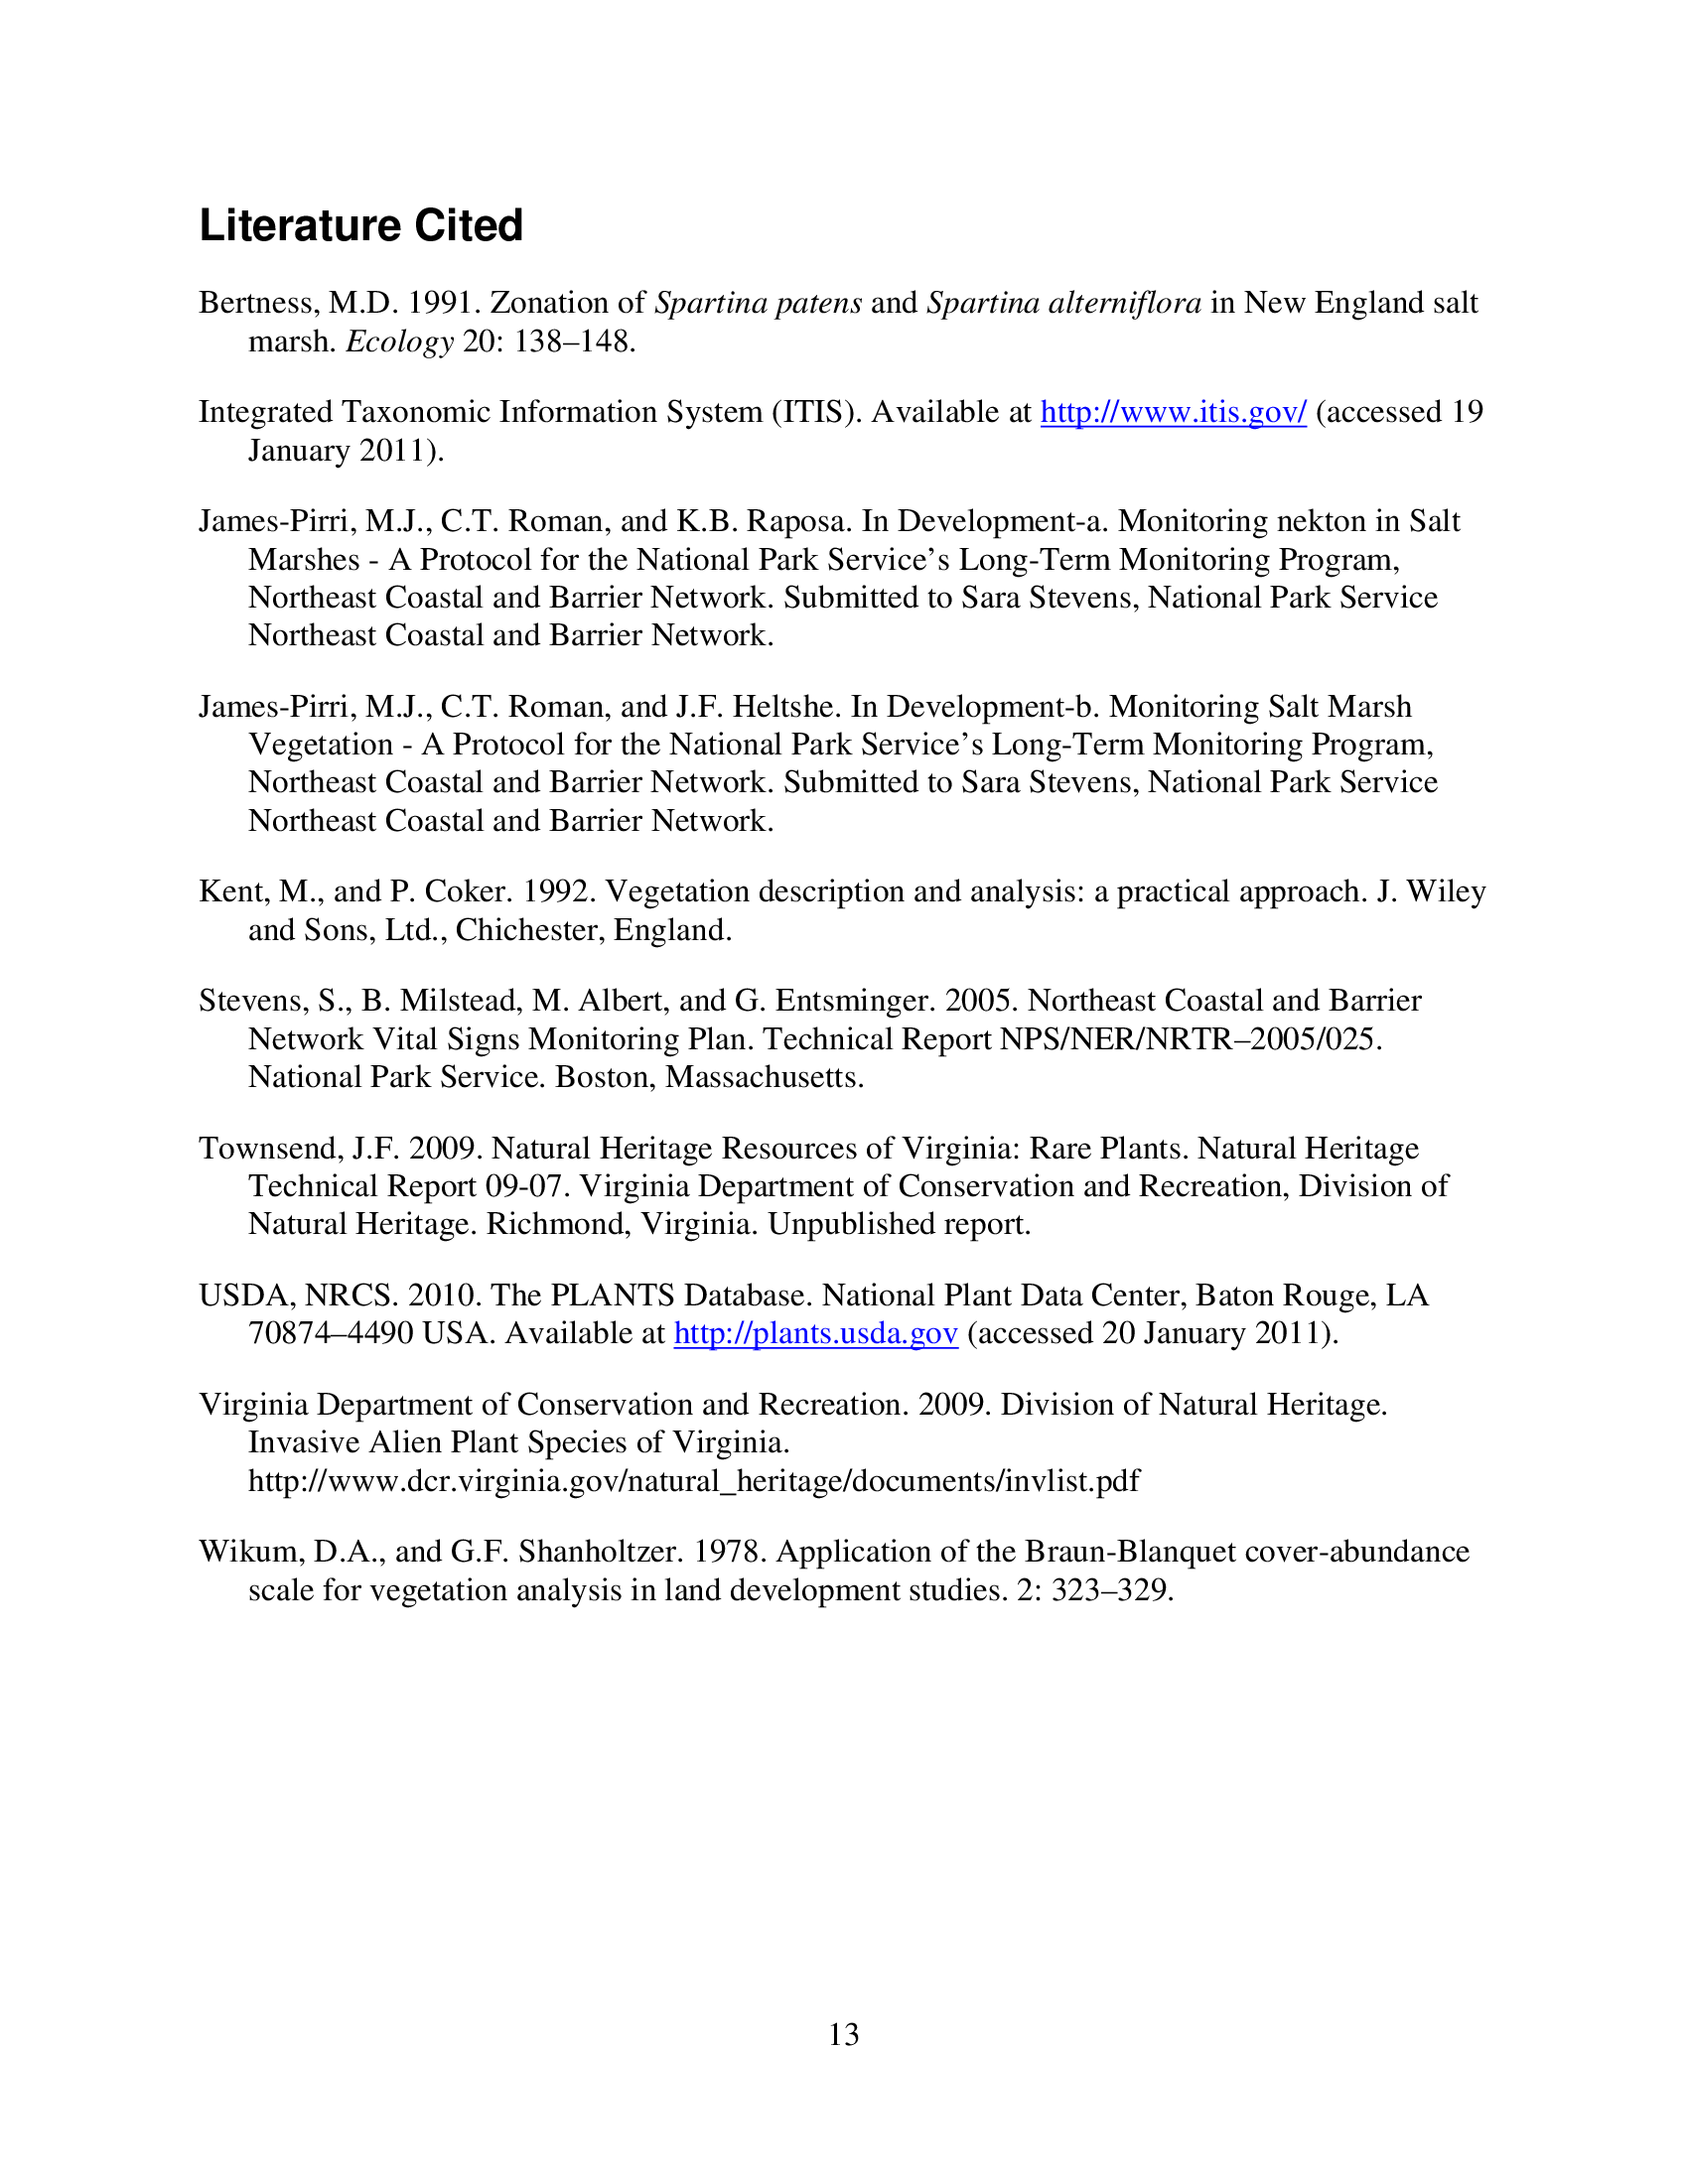 Literature Cited
Bertness, M.D. 1991. Zonation of Spartina patens and Spartina alterniflora in New England salt
marsh. Ecology 20: 138–148.
Integrated Taxonomic Information System (ITIS). Available at http://www.itis.gov/ (accessed 19
January 2011).
James-Pirri, M.J., C.T. Roman, and K.B. Raposa. In Development-a. Monitoring nekton in Salt
Marshes - A Protocol for the National Park Service’s Long-Term Monitoring Program,
Northeast Coastal and Barrier Network. Submitted to Sara Stevens, National Park Service
Northeast Coastal and Barrier Network.
James-Pirri, M.J., C.T. Roman, and J.F. Heltshe. In Development-b. Monitoring Salt Marsh
Vegetation - A Protocol for the National Park Service’s Long-Term Monitoring Program,
Northeast Coastal and Barrier Network. Submitted to Sara Stevens, National Park Service
Northeast Coastal and Barrier Network.
Kent, M., and P. Coker. 1992. Vegetation description and analysis: a practical approach. J. Wiley
and Sons, Ltd., Chichester, England.
Stevens, S., B. Milstead, M. Albert, and G. Entsminger. 2005. Northeast Coastal and Barrier
Network Vital Signs Monitoring Plan. Technical Report NPS/NER/NRTR–2005/025.
National Park Service. Boston, Massachusetts.
Townsend, J.F. 2009. Natural Heritage Resources of Virginia: Rare Plants. Natural Heritage
Technical Report 09-07. Virginia Department of Conservation and Recreation, Division of
Natural Heritage. Richmond, Virginia. Unpublished report.
USDA, NRCS. 2010. The PLANTS Database. National Plant Data Center, Baton Rouge, LA
70874–4490 USA. Available at http://plants.usda.gov (accessed 20 January 2011).
Virginia Department of Conservation and Recreation. 2009. Division of Natural Heritage.
Invasive Alien Plant Species of Virginia.
http://www.dcr.virginia.gov/natural_heritage/documents/invlist.pdf
Wikum, D.A., and G.F. Shanholtzer. 1978. Application of the Braun-Blanquet cover-abundance
scale for vegetation analysis in land development studies. 2: 323–329.
13